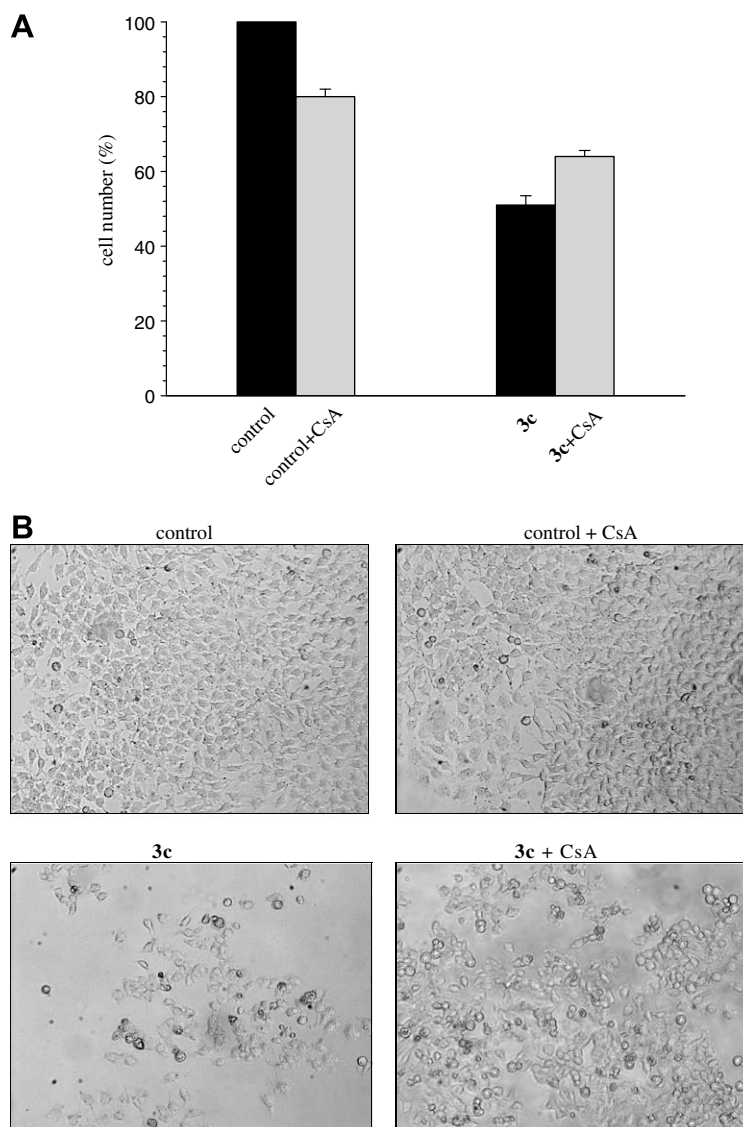 A
100
80
60
40
20
0
cell number (%)
control
control+CsA
3c
3c+CsA
B
control
control + CsA
3c
3c + CsA